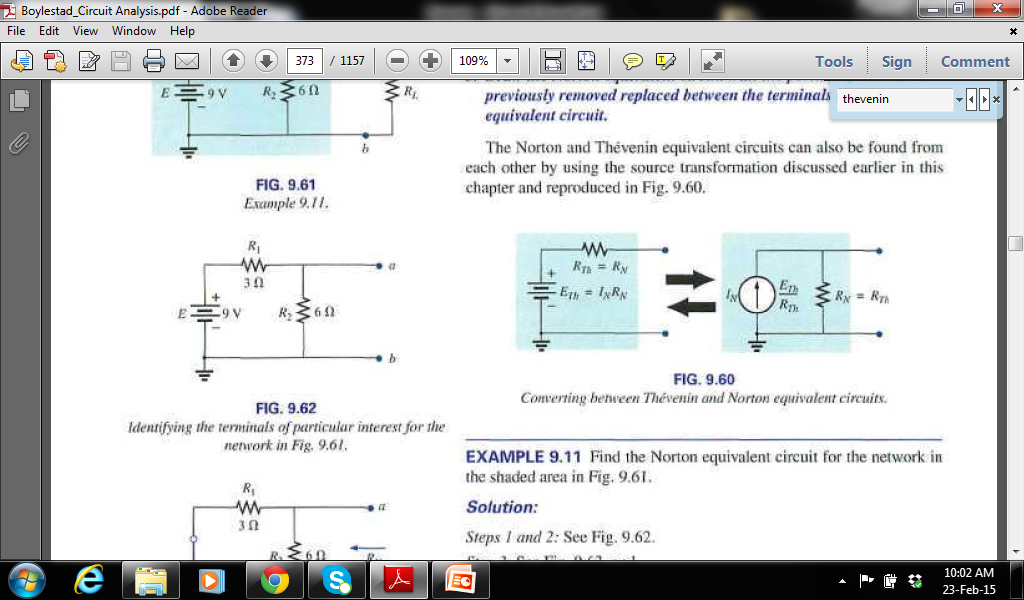 Boylestad_Circuit Analysis.pdf - Adobe Reader
File Edit View Window Help
373 / 1157 109% Tools Sign Comment
thevenin
E 9 V R2 6 Ω RL
b
FIG. 9.61
Example 9.11.
R1
3 Ω
a
E 9 V R2 6 Ω
b
FIG. 9.62
Identifying the terminals of particular interest for the
network in Fig. 9.61.
R1
3 Ω
a
R2 6 Ω
previously removed replaced between the terminals
equivalent circuit.
The Norton and Thévenin equivalent circuits can also be found from
each other by using the source transformation discussed earlier in this
chapter and reproduced in Fig. 9.60.
RTh = RN
+
ETh = INRN
–
IN ETh/RTh RN = RTh
FIG. 9.60
Converting between Thévenin and Norton equivalent circuits.
EXAMPLE 9.11 Find the Norton equivalent circuit for the network in
the shaded area in Fig. 9.61.
Solution:
Steps 1 and 2: See Fig. 9.62.
10:02 AM
23-Feb-15